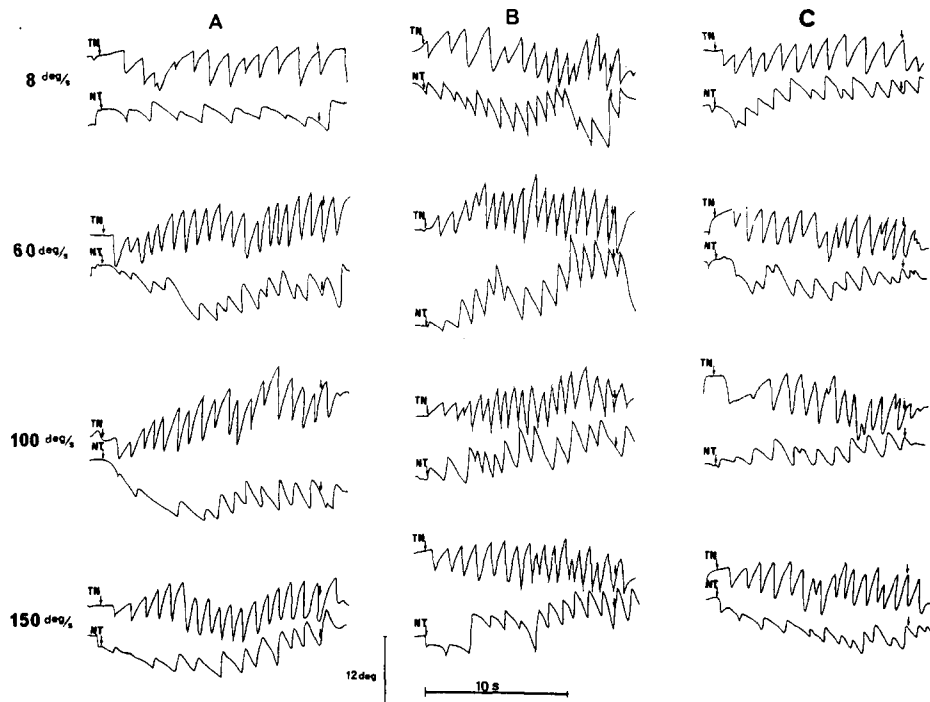 A B C
8 deg/s
TN TN TN
NT NT NT
60 deg/s
TN TN TN
NT NT NT
100 deg/s
TN TN TN
NT NT NT
150 deg/s
TN TN TN
NT NT NT
12 deg
10 s